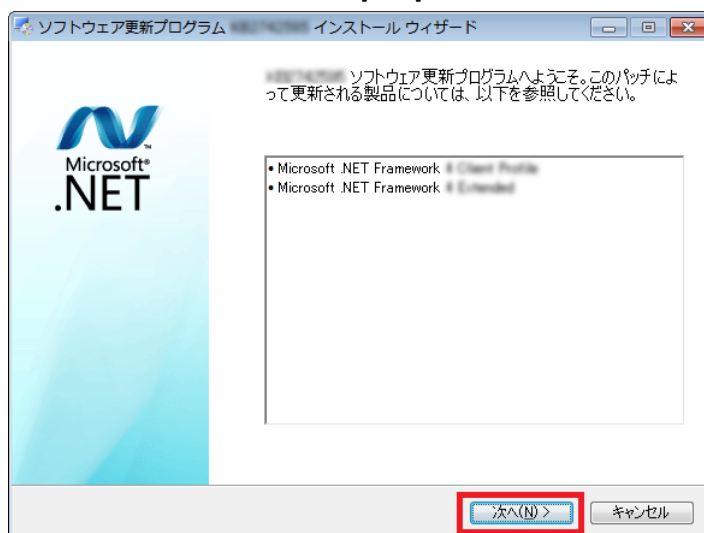 ソフトウェア更新プログラム インストール ウィザード
ソフトウェア更新プログラムへようこそ。このパッチによ
って更新される製品については、以下を参照してください。
Microsoft®
.NET™
• Microsoft .NET Framework
• Microsoft .NET Framework
次へ(N) >
キャンセル